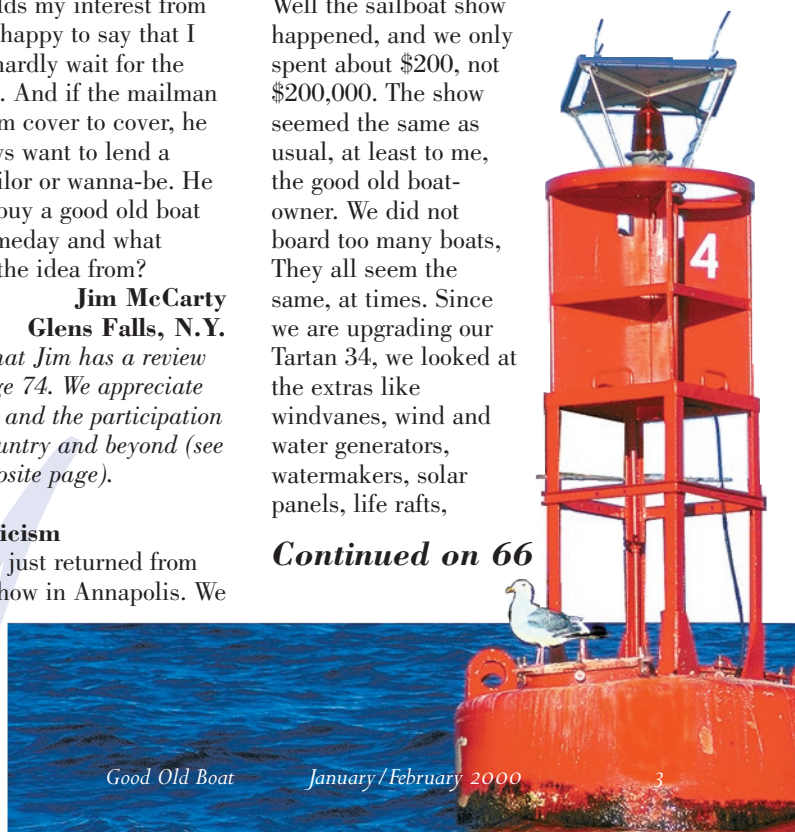 lds my interest from
happy to say that I
hardly wait for the
. And if the mailman
m cover to cover, he
ys want to lend a
ilor or wanna-be. He
buy a good old boat
meday and what
the idea from?
Jim McCarty
Glens Falls, N.Y.
hat Jim has a review
ge 74. We appreciate
and the participation
untry and beyond (see
osite page).
icism
just returned from
how in Annapolis. We
Well the sailboat show
happened, and we only
spent about $200, not
$200,000. The show
seemed the same as
usual, at least to me,
the good old boat-
owner. We did not
board too many boats,
They all seem the
same, at times. Since
we are upgrading our
Tartan 34, we looked at
the extras like
windvanes, wind and
water generators,
watermakers, solar
panels, life rafts,
Continued on 66
4
Good Old Boat January/February 2000 3